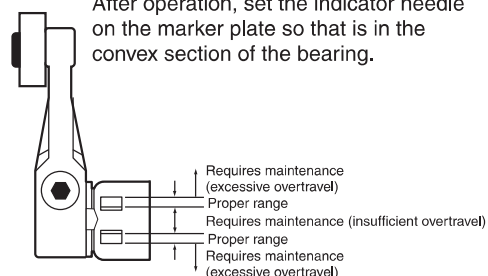 After operation, set the indicator needle
on the marker plate so that is in the
convex section of the bearing.
Requires maintenance
(excessive overtravel)
Proper range
Requires maintenance (insufficient overtravel)
Proper range
Requires maintenance
(excessive overtravel)